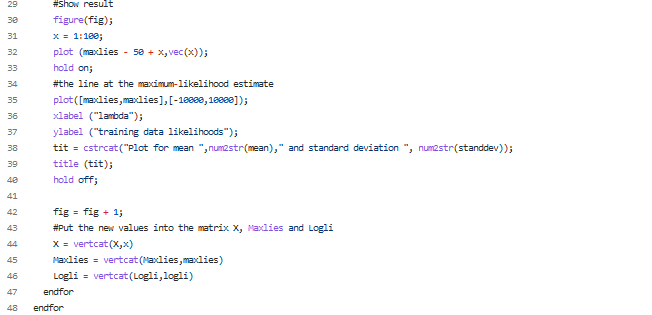 29 #Show result
30 figure(fig);
31 x = 1:100;
32 plot (maxlies - 50 + x,vec(x));
33 hold on;
34 #the line at the maximum-likelihood estimate
35 plot([maxlies,maxlies],[-10000,10000]);
36 xlabel ("lambda");
37 ylabel ("training data likelihoods");
38 tit = cstrcat("Plot for mean ",num2str(mean)," and standard deviation ", num2str(standdev));
39 title (tit);
40 hold off;
41
42 fig = fig + 1;
43 #Put the new values into the matrix X, Maxlies and Logli
44 X = vertcat(X,x)
45 Maxlies = vertcat(Maxlies,maxlies)
46 Logli = vertcat(Logli,logli)
47 endfor
48 endfor